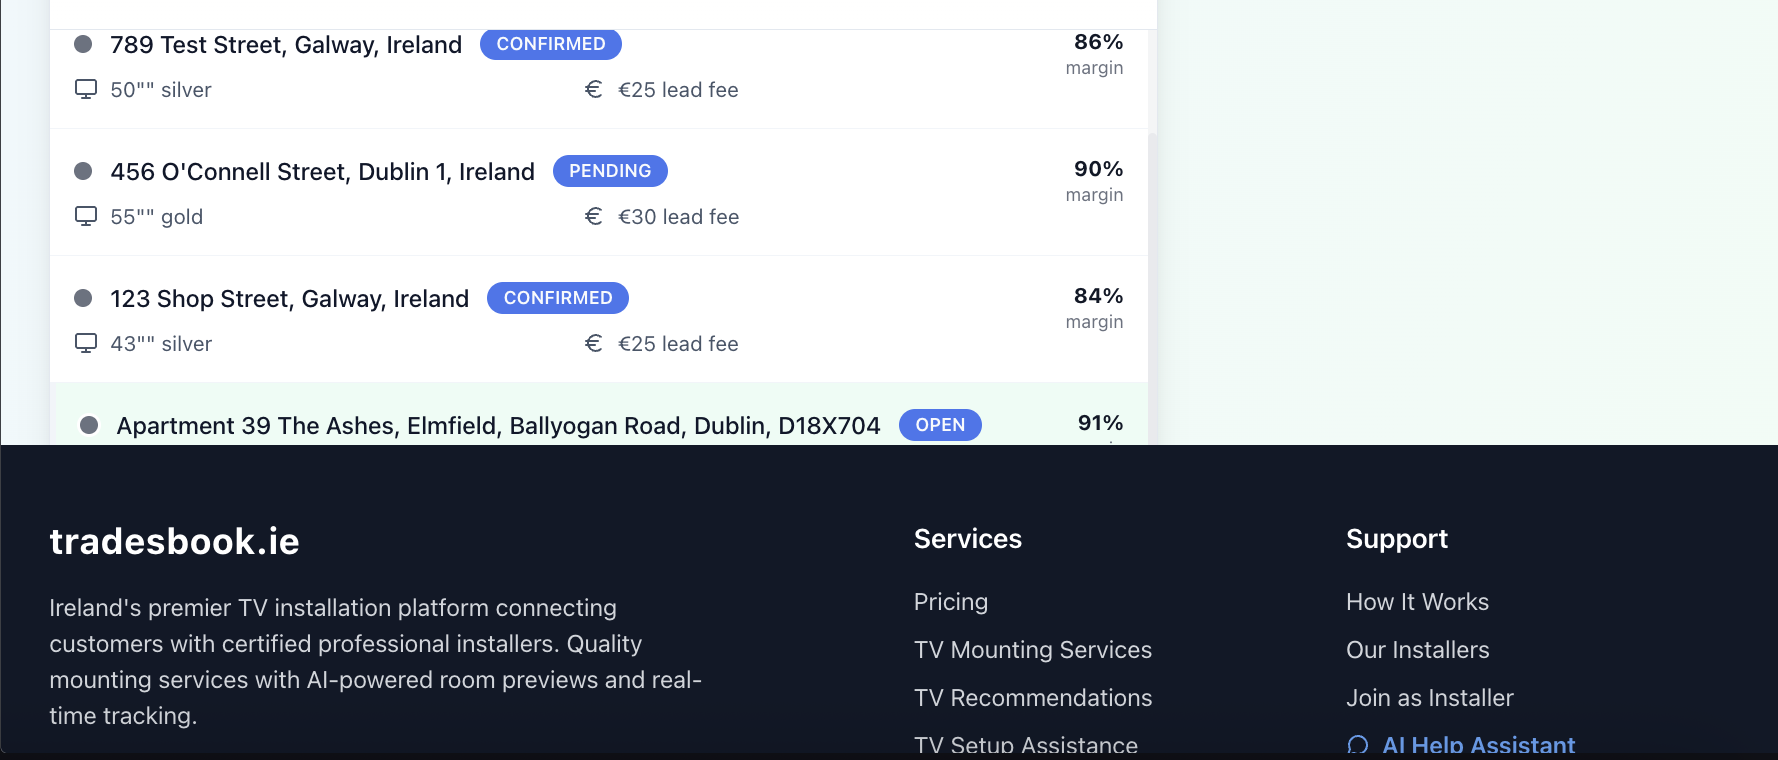 789 Test Street, Galway, Ireland CONFIRMED 86%
margin
50"" silver €25 lead fee
456 O'Connell Street, Dublin 1, Ireland PENDING 90%
margin
55"" gold €30 lead fee
123 Shop Street, Galway, Ireland CONFIRMED 84%
margin
43"" silver €25 lead fee
Apartment 39 The Ashes, Elmfield, Ballyogan Road, Dublin, D18X704 OPEN 91%
tradesbook.ie
Ireland's premier TV installation platform connecting
customers with certified professional installers. Quality
mounting services with AI-powered room previews and real-
time tracking.
Services
Pricing
TV Mounting Services
TV Recommendations
TV Setup Assistance
Support
How It Works
Our Installers
Join as Installer
AI Help Assistant